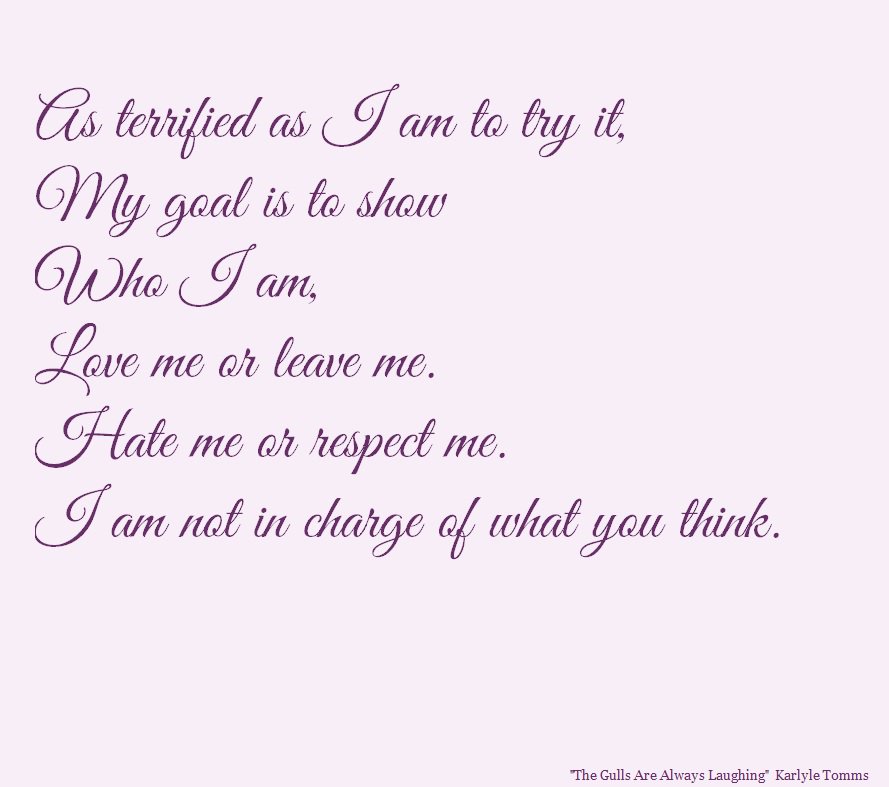 As terrified as I am to try it,
My goal is to show
Who I am,
Love me or leave me.
Hate me or respect me.
I am not in charge of what you think.
"The Gulls Are Always Laughing" Karlyle Tomms